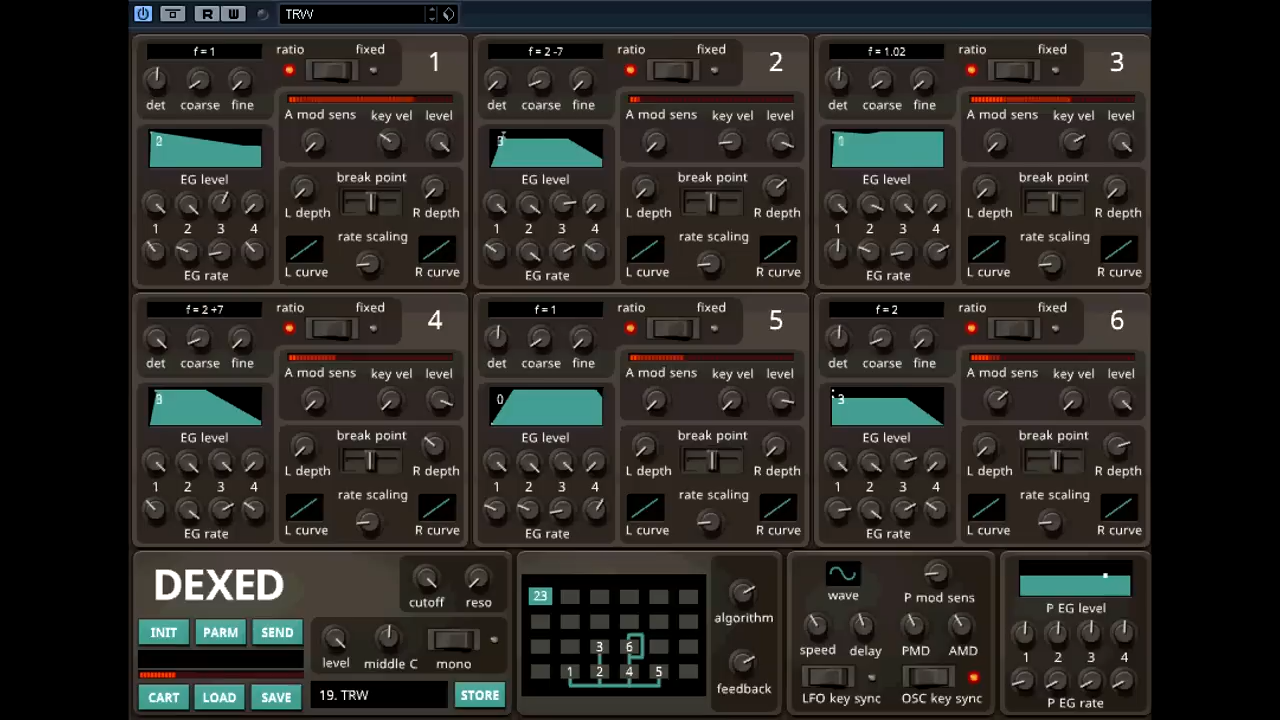 R W TRW
f = 1 ratio fixed 1
det coarse fine
A mod sens key vel level
2
EG level
break point
L depth R depth
1 2 3 4
rate scaling
EG rate
L curve R curve
f = 2 -7 ratio fixed 2
det coarse fine
A mod sens key vel level
3
EG level
break point
L depth R depth
1 2 3 4
rate scaling
EG rate
L curve R curve
f = 1.02 ratio fixed 3
det coarse fine
A mod sens key vel level
EG level
break point
L depth R depth
1 2 3 4
rate scaling
EG rate
L curve R curve
f = 2 +7 ratio fixed 4
det coarse fine
A mod sens key vel level
3
EG level
break point
L depth R depth
1 2 3 4
rate scaling
EG rate
L curve R curve
f = 1 ratio fixed 5
det coarse fine
A mod sens key vel level
0
EG level
break point
L depth R depth
1 2 3 4
rate scaling
EG rate
L curve R curve
f = 2 ratio fixed 6
det coarse fine
A mod sens key vel level
3
EG level
break point
L depth R depth
1 2 3 4
rate scaling
EG rate
L curve R curve
DEXED
cutoff reso
INIT PARM SEND
level middle C mono
CART LOAD SAVE
19. TRW STORE
23
3 6
1 2 4 5
algorithm
feedback
wave P mod sens
speed delay PMD AMD
LFO key sync OSC key sync
P EG level
1 2 3 4
P EG rate